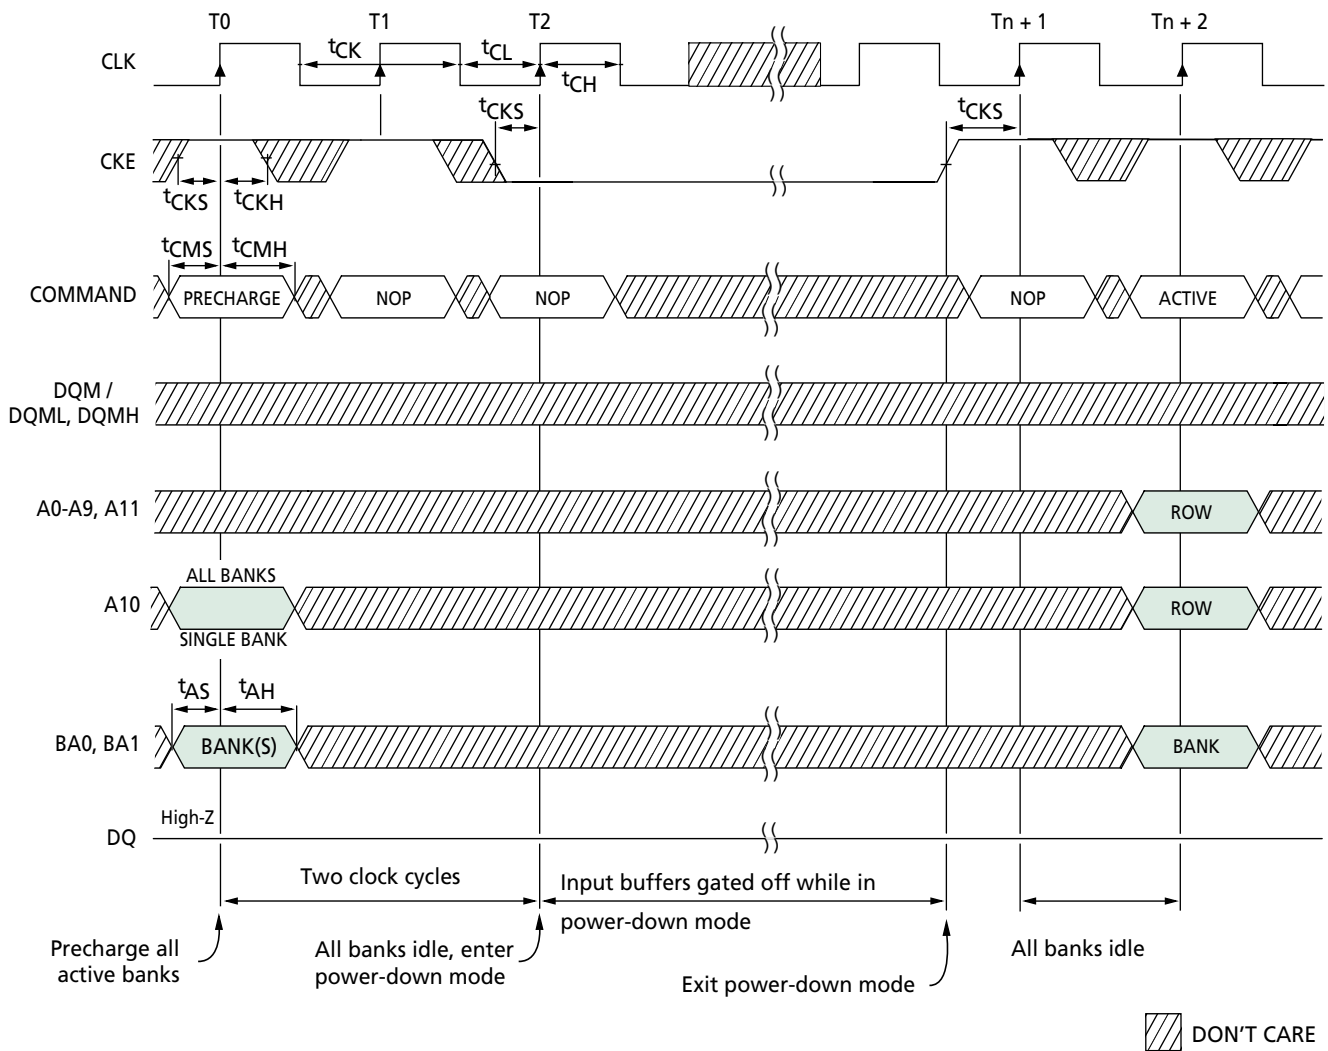 T0 T1 T2 Tn + 1 Tn + 2
CLK
tCK tCL
tCH
tCKS tCKS
CKE
tCKS tCKH
tCMS tCMH
COMMAND PRECHARGE NOP NOP NOP ACTIVE
DQM /
DQML, DQMH
A0-A9, A11 ROW
ALL BANKS
A10 ROW
SINGLE BANK
tAS tAH
BA0, BA1 BANK(S) BANK
High-Z
DQ
Two clock cycles
Input buffers gated off while in
power-down mode
Precharge all
active banks
All banks idle, enter
power-down mode
All banks idle
Exit power-down mode
DON'T CARE